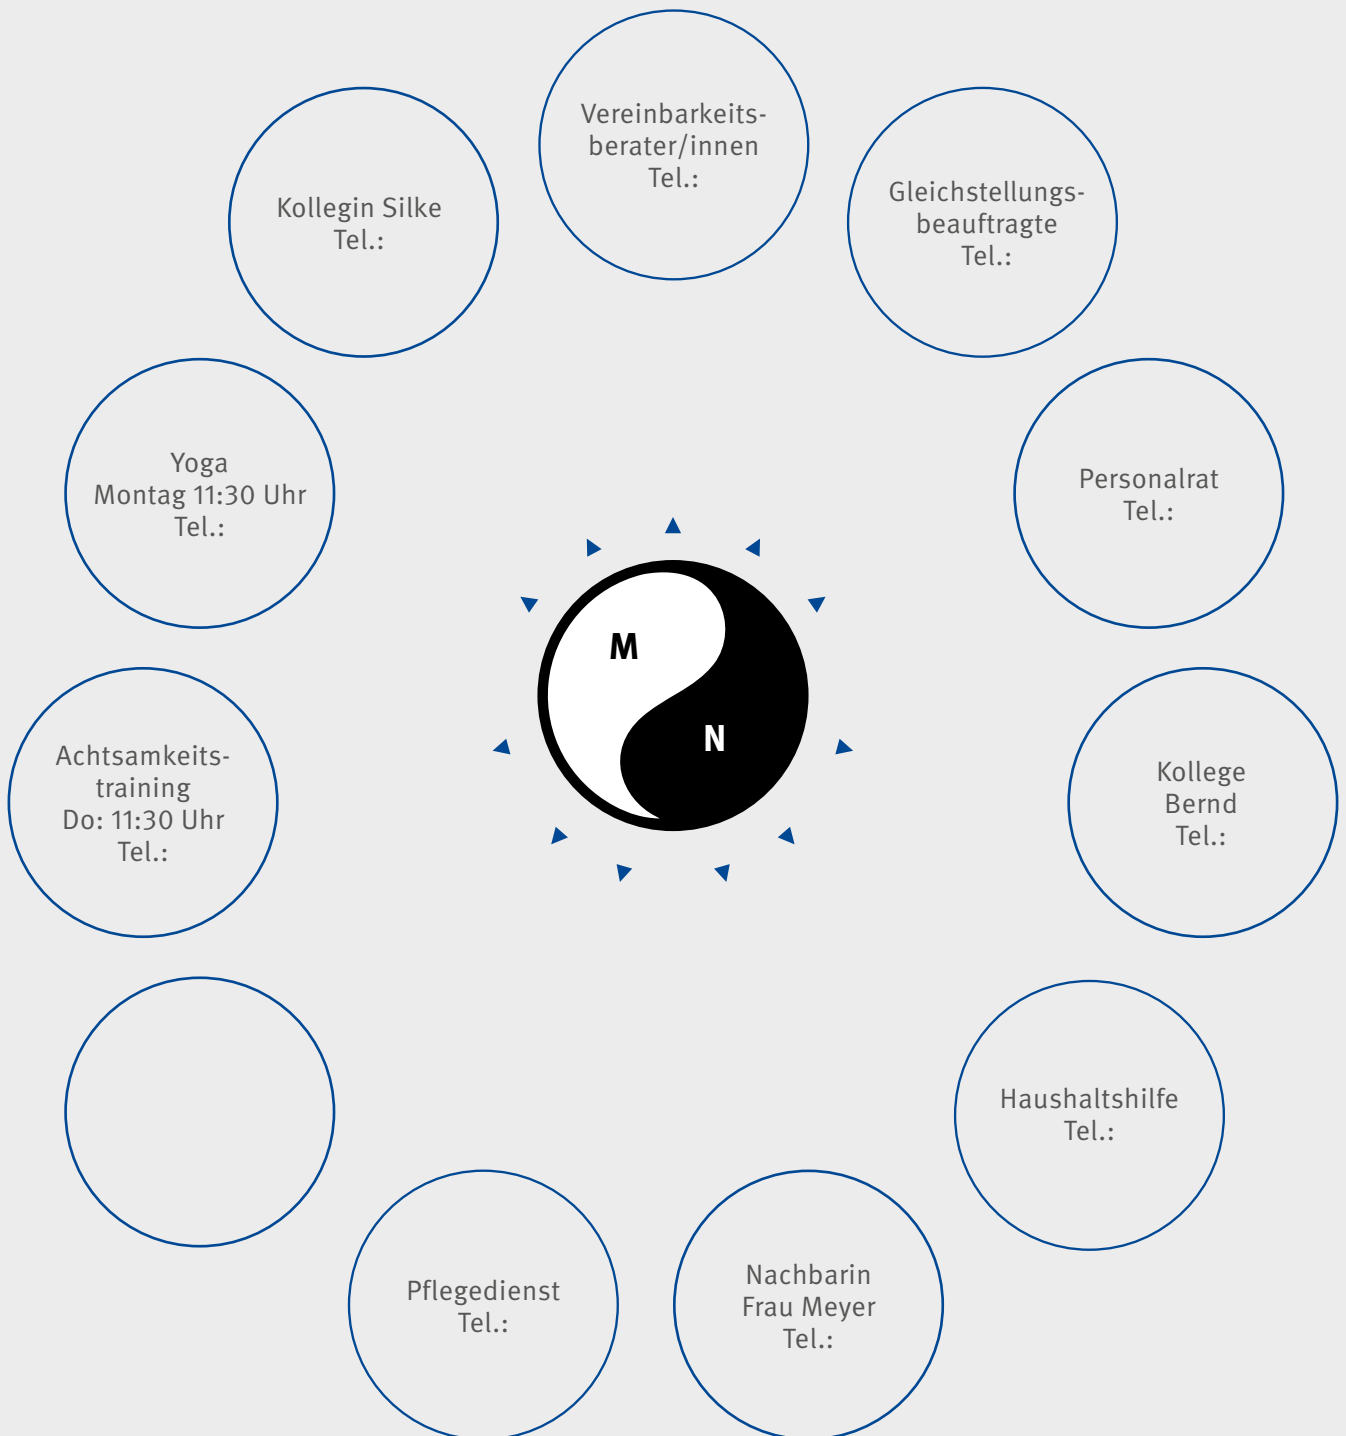 Vereinbarkeits-
berater/innen
Tel.:
Kollegin Silke
Tel.:
Gleichstellungs-
beauftragte
Tel.:
Yoga
Montag 11:30 Uhr
Tel.:
Personalrat
Tel.:
M
N
Achtsamkeits-
training
Do: 11:30 Uhr
Tel.:
Kollege
Bernd
Tel.:
Haushaltshilfe
Tel.:
Pflegedienst
Tel.:
Nachbarin
Frau Meyer
Tel.: